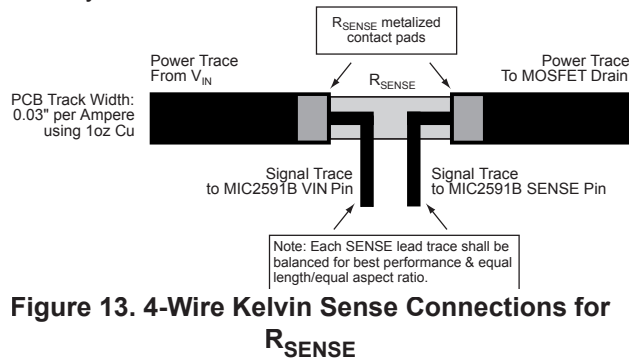 R_SENSE metalized
contact pads
Power Trace
From V_IN
R_SENSE
Power Trace
To MOSFET Drain
PCB Track Width:
0.03" per Ampere
using 1oz Cu
Signal Trace
to MIC2591B VIN Pin
Signal Trace
to MIC2591B SENSE Pin
Note: Each SENSE lead trace shall be
balanced for best performance & equal
length/equal aspect ratio.
Figure 13. 4-Wire Kelvin Sense Connections for
R_SENSE